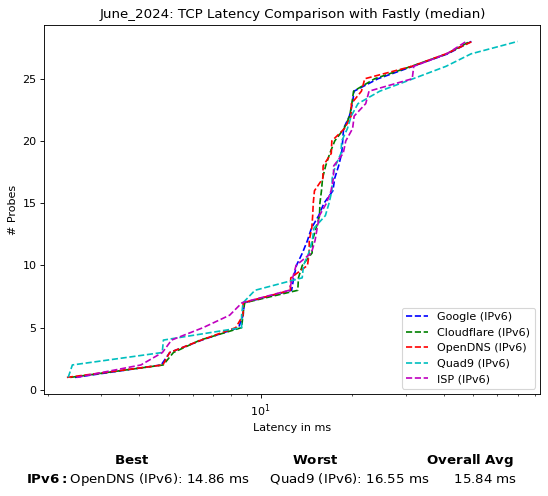 June_2024: TCP Latency Comparison with Fastly (median)
# Probes
25
20
15
10
5
0
10^1
Latency in ms
Google (IPv6)
Cloudflare (IPv6)
OpenDNS (IPv6)
Quad9 (IPv6)
ISP (IPv6)
Best Worst Overall Avg
IPv6: OpenDNS (IPv6): 14.86 ms Quad9 (IPv6): 16.55 ms 15.84 ms